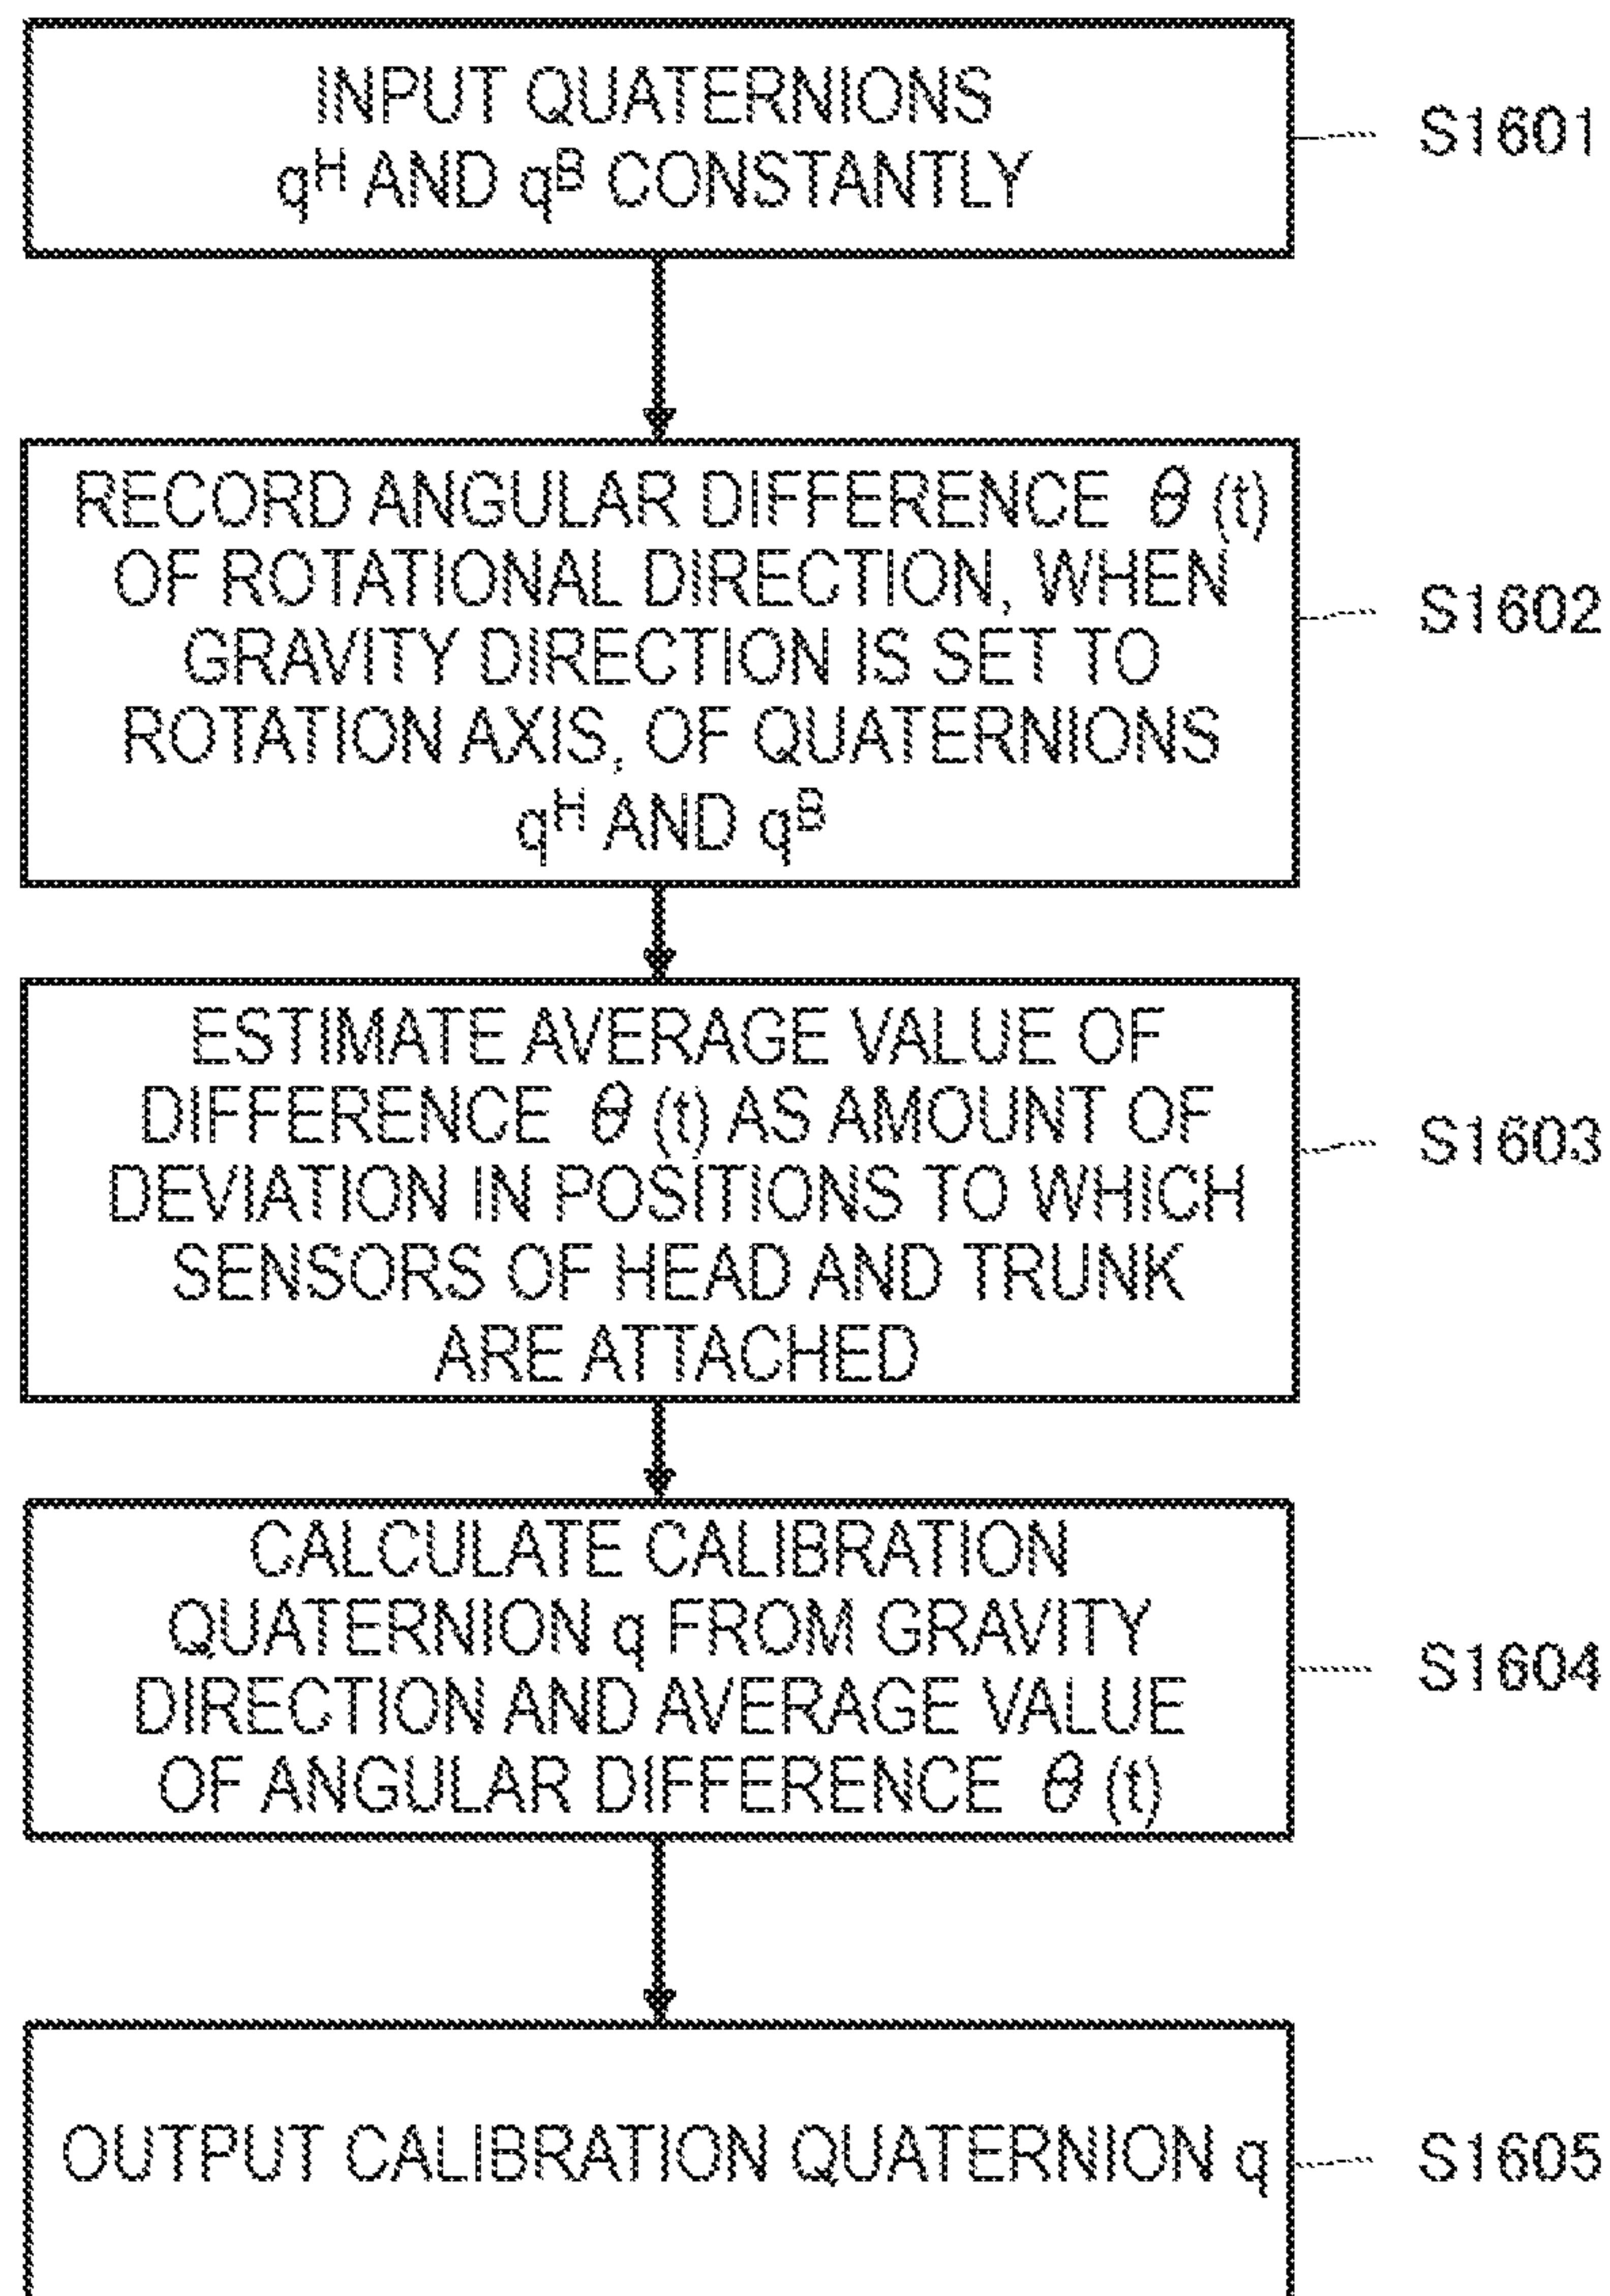 INPUT QUATERNIONS
q^H AND q^B CONSTANTLY
S1601
RECORD ANGULAR DIFFERENCE θ (t)
OF ROTATIONAL DIRECTION, WHEN
GRAVITY DIRECTION IS SET TO
ROTATION AXIS, OF QUATERNIONS
q^H AND q^B
S1602
ESTIMATE AVERAGE VALUE OF
DIFFERENCE θ (t) AS AMOUNT OF
DEVIATION IN POSITIONS TO WHICH
SENSORS OF HEAD AND TRUNK
ARE ATTACHED
S1603
CALCULATE CALIBRATION
QUATERNION q FROM GRAVITY
DIRECTION AND AVERAGE VALUE
OF ANGULAR DIFFERENCE θ (t)
S1604
OUTPUT CALIBRATION QUATERNION q
S1605